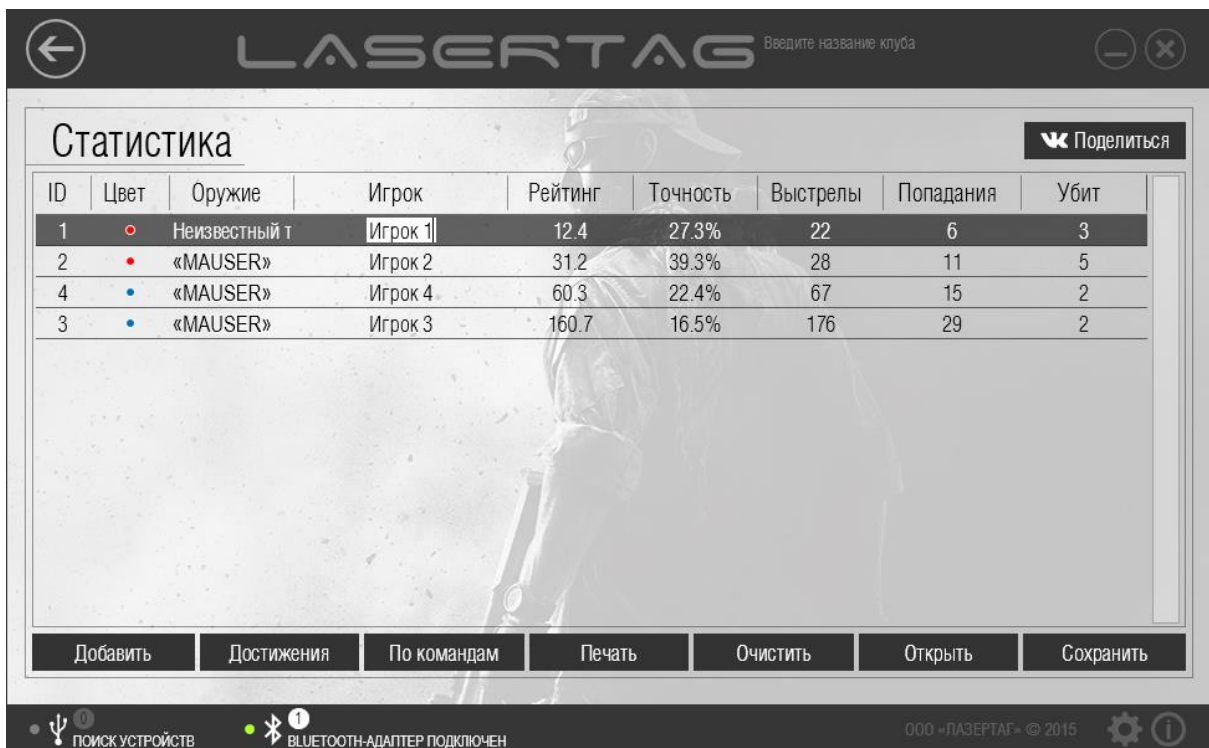 LASERTAG Введите название клуба
Статистика
Поделиться
ID Цвет Оружие Игрок Рейтинг Точность Выстрелы Попадания Убит
1 Неизвестный т Игрок 1 12.4 27.3% 22 6 3
2 «MAUSER» Игрок 2 31.2 39.3% 28 11 5
4 «MAUSER» Игрок 4 60.3 22.4% 67 15 2
3 «MAUSER» Игрок 3 160.7 16.5% 176 29 2
Добавить Достижения По командам Печать Очистить Открыть Сохранить
0 ПОИСК УСТРОЙСТВ 1 BLUETOOTH-АДАПТЕР ПОДКЛЮЧЕН ООО «ЛАЗЕРТАГ» © 2015